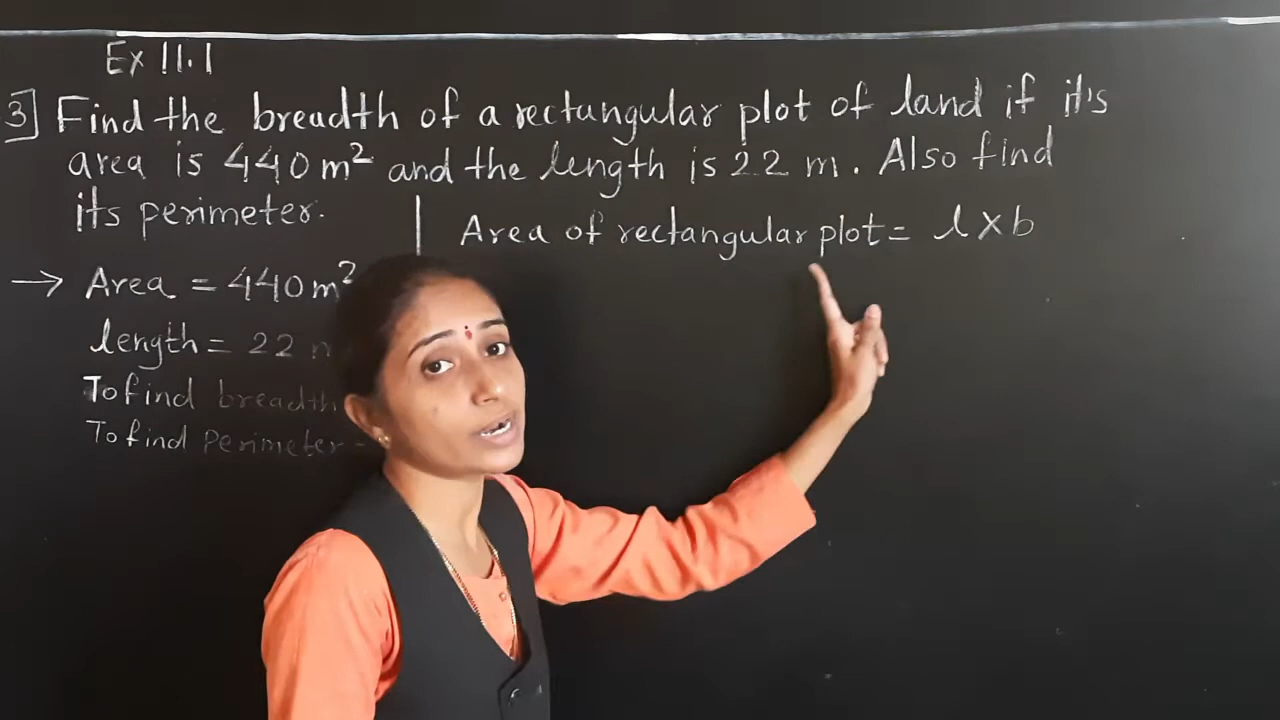 Ex 11.1
3] Find the breadth of a rectangular plot of land if it's
area is 440 m² and the length is 22 m. Also find
its perimeter.
Area of rectangular plot = l × b
→ Area = 440 m²
length = 22 m
To find breadth
To find Perimeter -